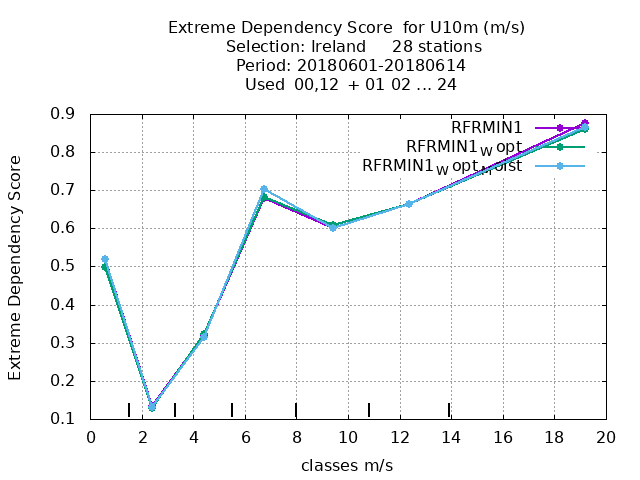 Extreme Dependency Score for U10m (m/s)
Selection: Ireland 28 stations
Period: 20180601-20180614
Used 00,12 + 01 02 ... 24
Extreme Dependency Score
0.9
0.8
0.7
0.6
0.5
0.4
0.3
0.2
0.1
RFRMIN1
RFRMIN1W opt
RFRMIN1W opt
0 2 4 6 8 10 12 14 16 18 20
classes m/s